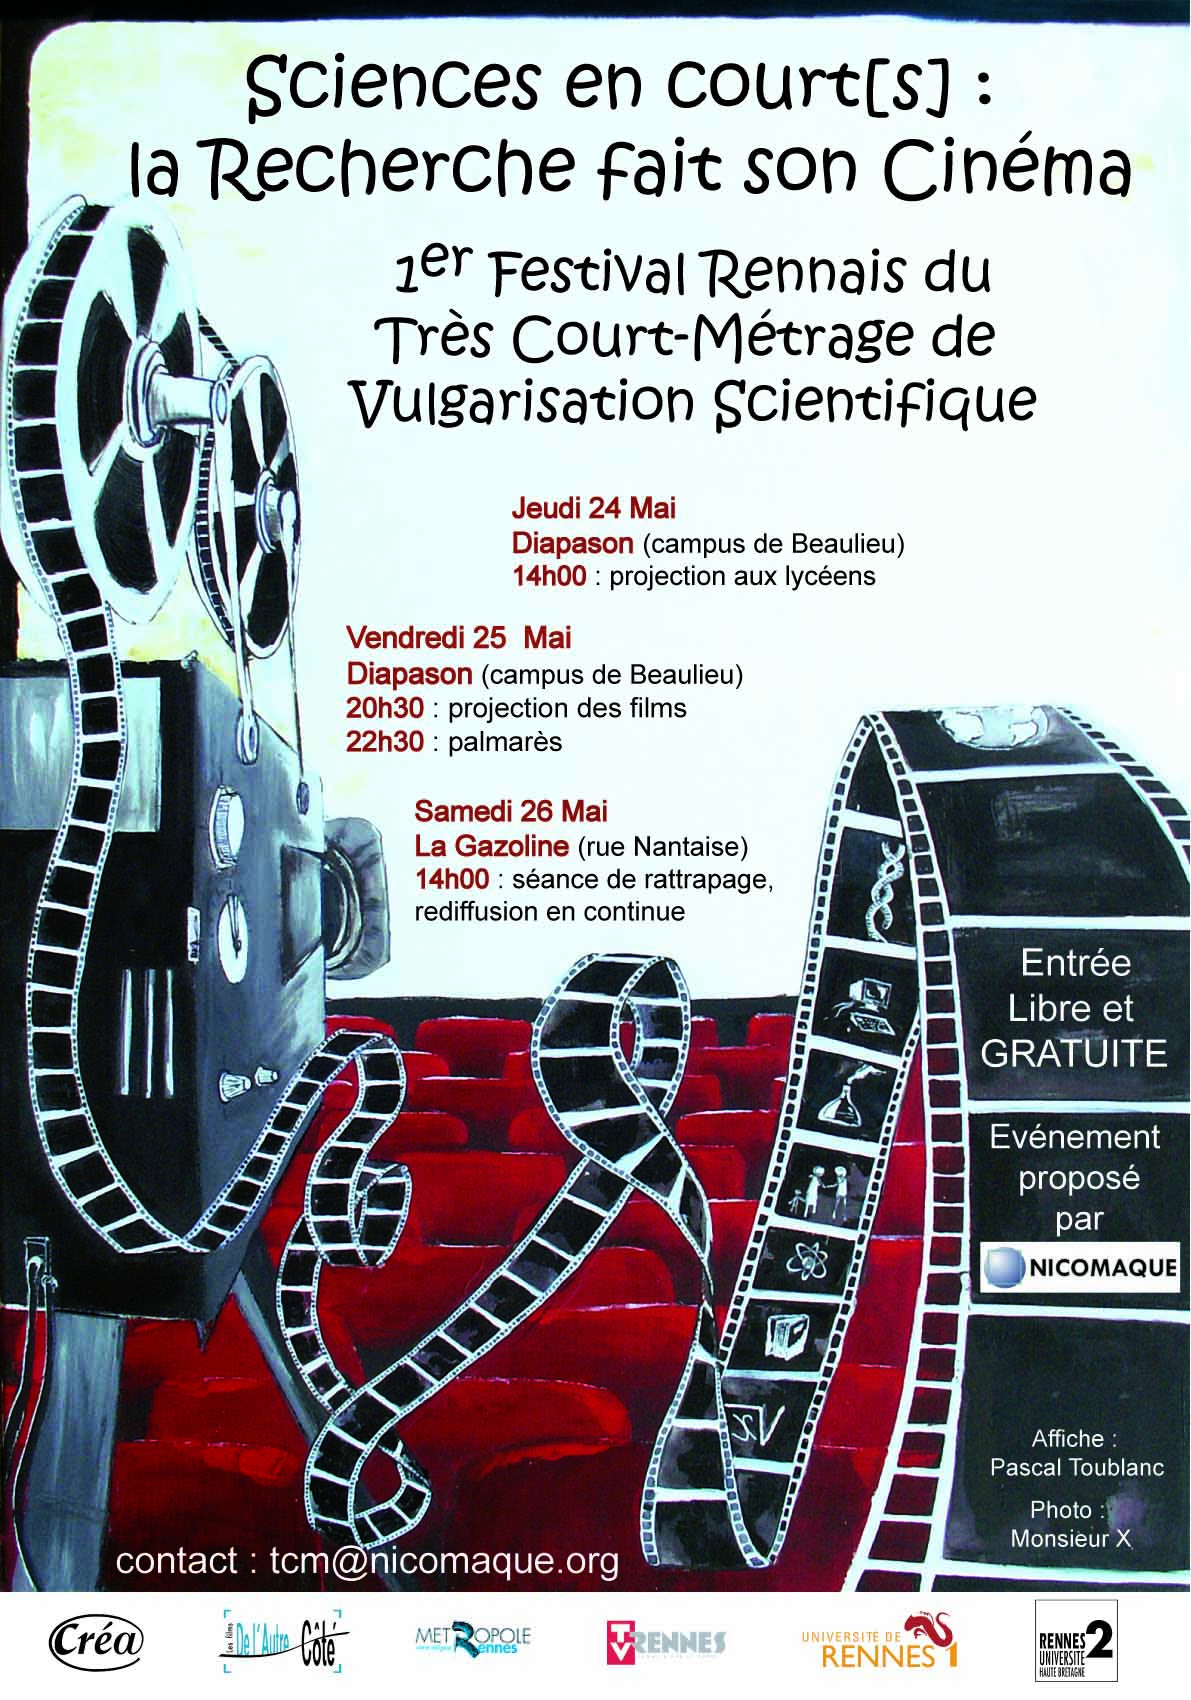 Sciences en court[s] :
la Recherche fait son Cinéma
1er Festival Rennais du
Très Court-Métrage de
Vulgarisation Scientifique
Jeudi 24 Mai
Diapason (campus de Beaulieu)
14h00 : projection aux lycéens
Vendredi 25 Mai
Diapason (campus de Beaulieu)
20h30 : projection des films
22h30 : palmarès
Samedi 26 Mai
La Gazoline (rue Nantaise)
14h00 : séance de rattrapage,
rediffusion en continue
Entrée
Libre et
GRATUITE
Evénement
proposé
par
NICOMAQUE
Affiche :
Pascal Toublanc
Photo :
Monsieur X
contact : tcm@nicomaque.org
Créa
Les films
De l'Autre
Côté
METROPOLE
Rennes
TV RENNES
UNIVERSITÉ DE
RENNES 1
RENNES 2
UNIVERSITÉ
HAUTE BRETAGNE